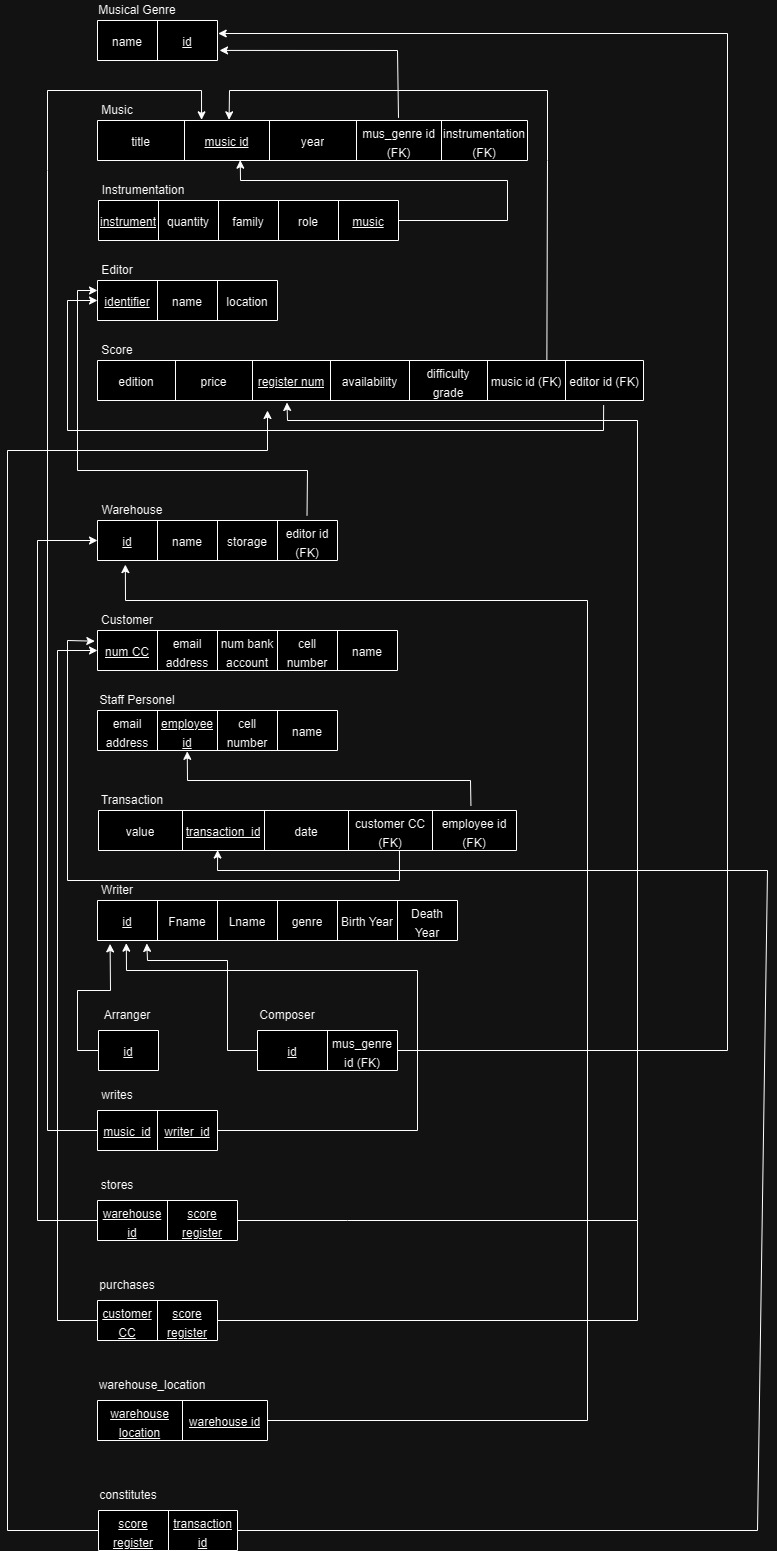 Musical Genre
name id
Music
title music id year mus_genre id (FK) instrumentation (FK)
Instrumentation
instrument quantity family role music
Editor
identifier name location
Score
edition price register num availability difficulty grade music id (FK) editor id (FK)
Warehouse
id name storage editor id (FK)
Customer
num CC email address num bank account cell number name
Staff Personel
email address employee id cell number name
Transaction
value transaction_id date customer CC (FK) employee id (FK)
Writer
id Fname Lname genre Birth Year Death Year
Arranger Composer
id id mus_genre id (FK)
writes
music_id writer_id
stores
warehouse id score register
purchases
customer CC score register
warehouse_location
warehouse location warehouse id
constitutes
score register transaction id